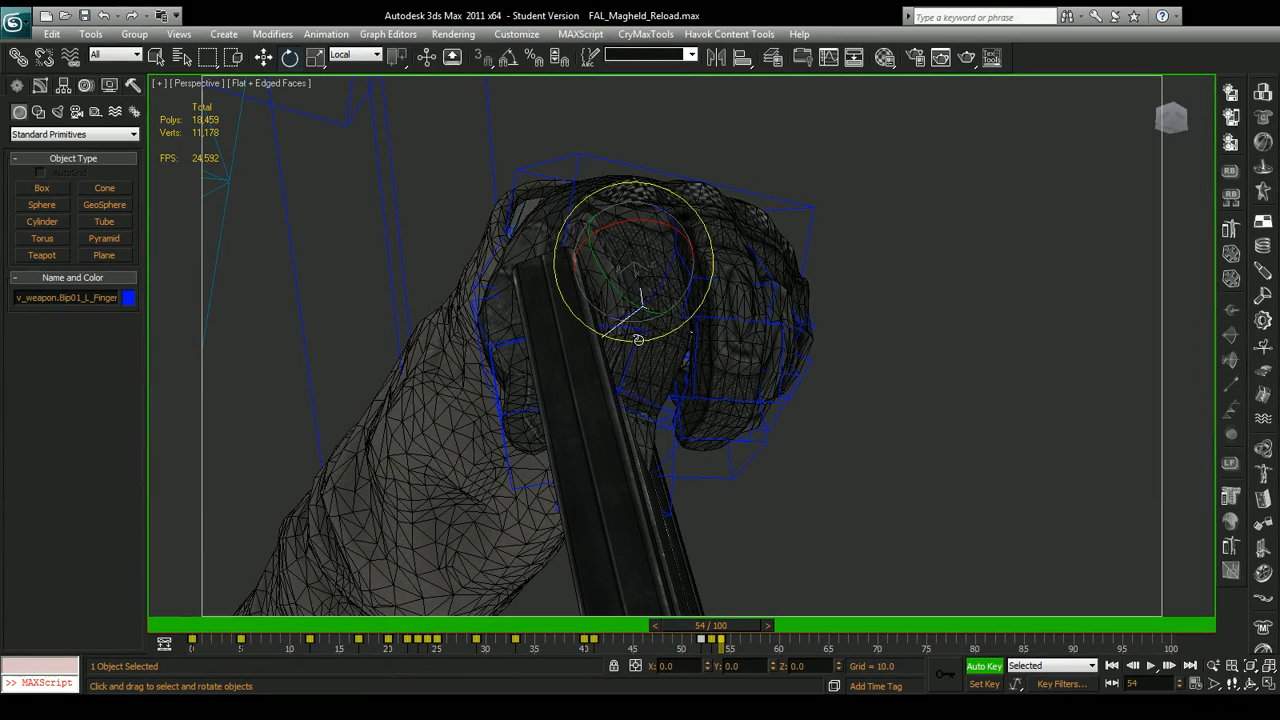 Autodesk 3ds Max 2011 x64 - Student Version FAL_Magheld_Reload.max
Type a keyword or phrase
Edit Tools Group Views Create Modifiers Animation Graph Editors Rendering Customize MAXScript CryMaxTools Havok Content Tools Help
All
Local
[ + ] [ Perspective ] [ Flat + Edged Faces ]
Total
Polys: 18,459
Verts: 11,178
FPS: 24.592
Standard Primitives
- Object Type
AutoGrid
Box Cone
Sphere GeoSphere
Cylinder Tube
Torus Pyramid
Teapot Plane
- Name and Color
v_weapon.Bip01_L_Finger
RB
RB
LF
< 54 / 100 >
0 5 10 15 20 25 30 35 40 45 50 55 60 65 70 75 80 85 90 95 100
1 Object Selected
X: 0.0 Y: 0.0 Z: 0.0 Grid = 10.0
Auto Key Selected
>> MAXScript
Click and drag to select and rotate objects
Add Time Tag
Set Key Key Filters...
54